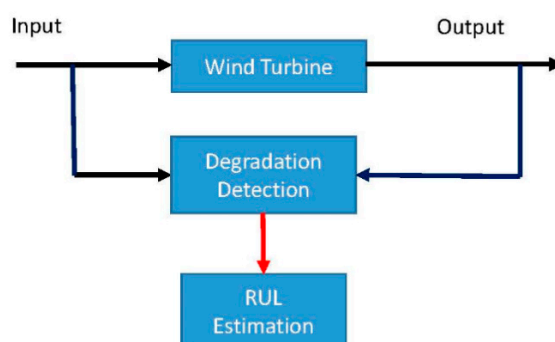 Input
Output
Wind Turbine
Degradation
Detection
RUL
Estimation